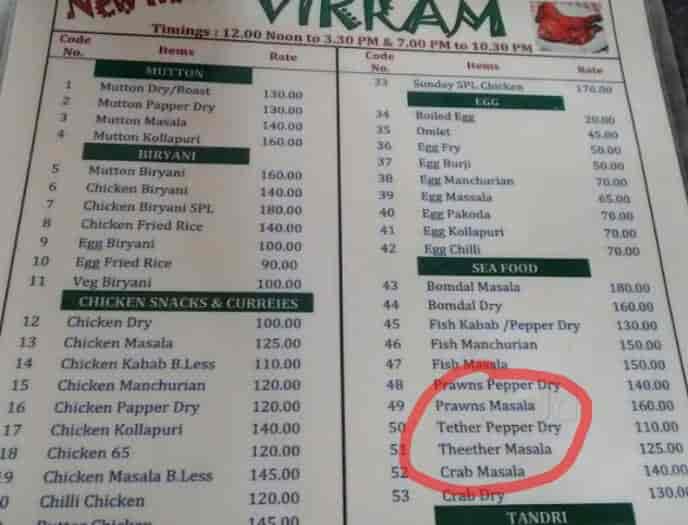 NEW
VIKRAM
Timings : 12.00 Noon to 3.30 PM & 7.00 PM to 10.30 PM
Code No. Items Rate
MUTTON
1 Mutton Dry/Roast 130.00
2 Mutton Papper Dry 130.00
3 Mutton Masala 140.00
4 Mutton Kollapuri 160.00
BIRYANI
5 Mutton Biryani 160.00
6 Chicken Biryani 140.00
7 Chicken Biryani SPL 180.00
8 Chicken Fried Rice 140.00
9 Egg Biryani 100.00
10 Egg Fried Rice 90.00
11 Veg Biryani 100.00
CHICKEN SNACKS & CURREIES
12 Chicken Dry 100.00
13 Chicken Masala 125.00
14 Chicken Kabab B.Less 110.00
15 Chicken Manchurian 120.00
16 Chicken Papper Dry 120.00
17 Chicken Kollapuri 140.00
18 Chicken 65 120.00
9 Chicken Masala B.Less 145.00
0 Chilli Chicken 120.00
Chicken 145.00
Code No. Items Rate
33 Sunday SPL Chicken 170.00
EGG
34 Boiled Egg 20.00
35 Omlet 45.00
36 Egg Fry 50.00
37 Egg Burji 50.00
38 Egg Manchurian 70.00
39 Egg Massala 65.00
40 Egg Pakoda 70.00
41 Egg Kollapuri 70.00
42 Egg Chilli 70.00
SEA FOOD
43 Bomdal Masala 180.00
44 Bomdal Dry 160.00
45 Fish Kabab /Pepper Dry 130.00
46 Fish Manchurian 150.00
47 Fish Masala 150.00
48 Prawns Pepper Dry 140.00
49 Prawns Masala 160.00
50 Tether Pepper Dry 110.00
51 Theether Masala 125.00
52 Crab Masala 140.00
53 Crab Dry 130.00
TANDRI